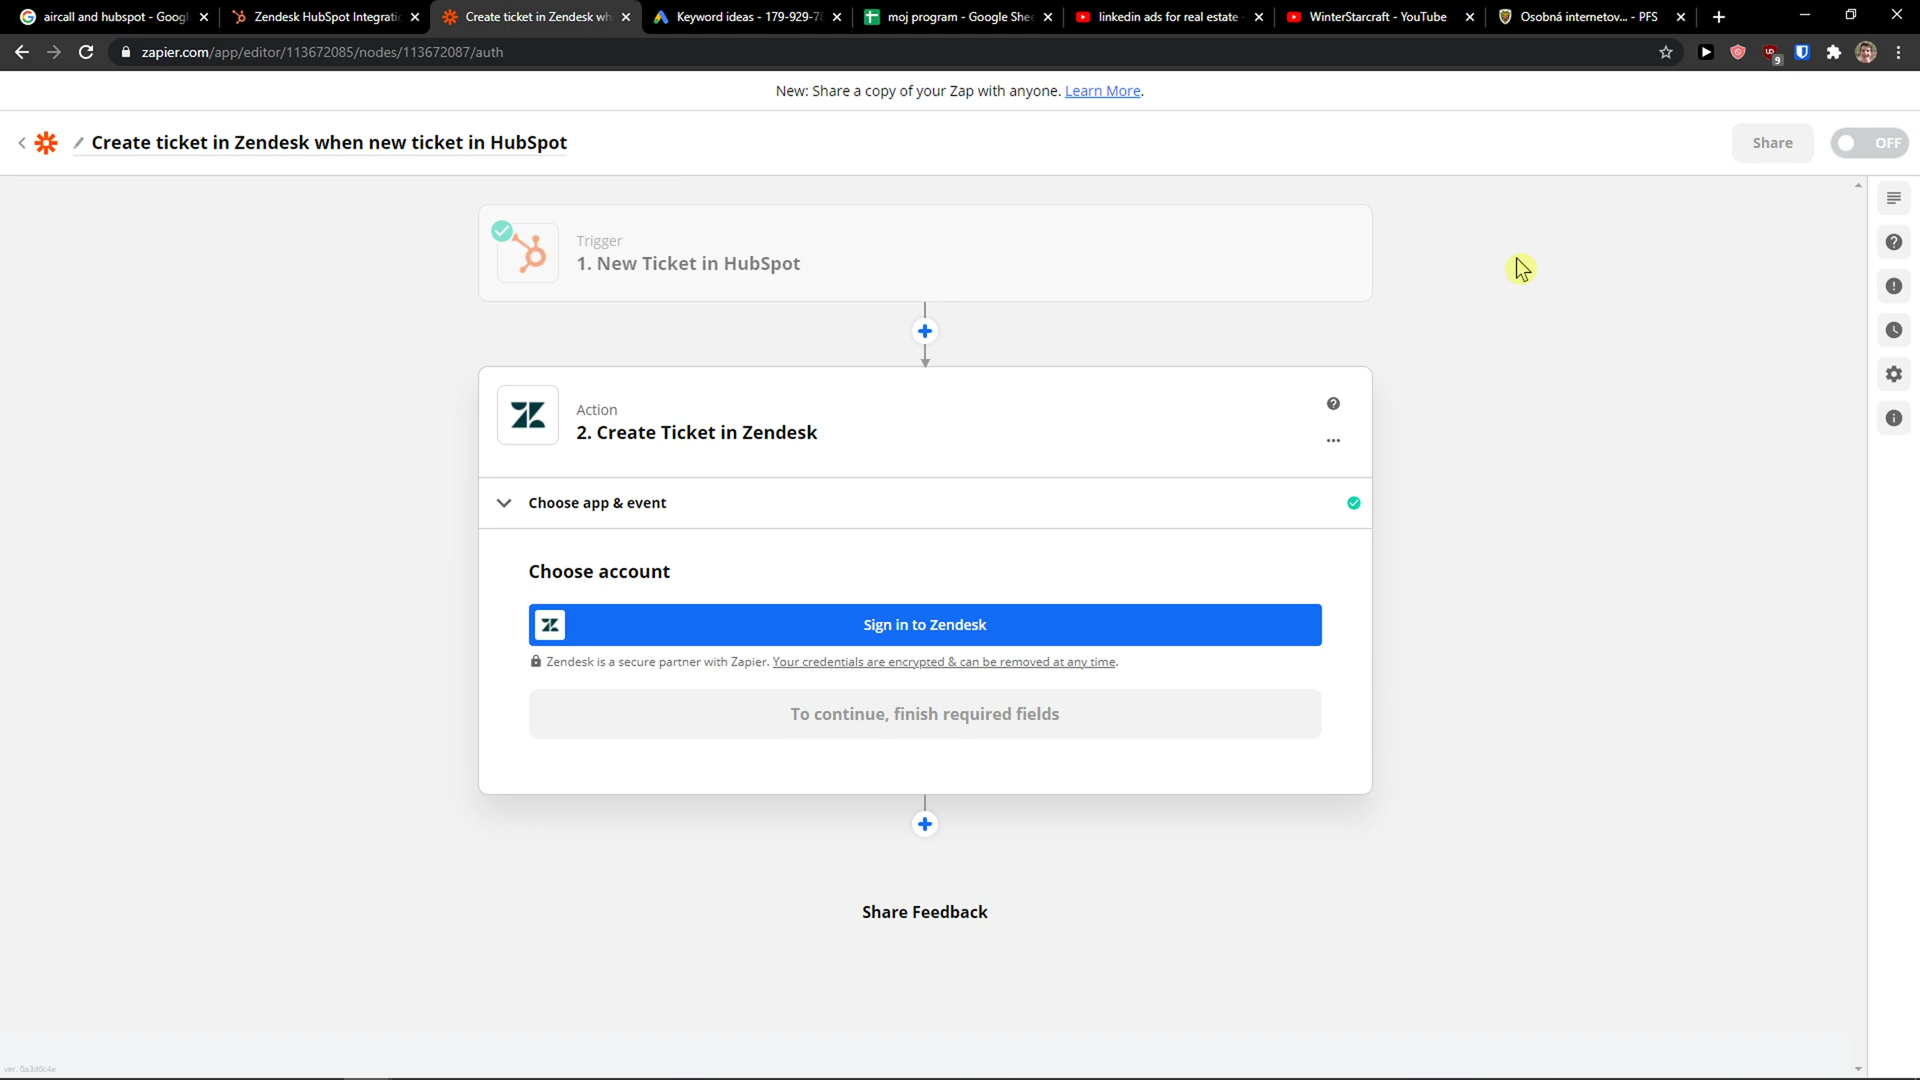 aircall and hubspot - Googl
Zendesk HubSpot Integratic
Create ticket in Zendesk wh
Keyword ideas - 179-929-78
moj program - Google She
linkedin ads for real estate
WinterStarcraft - YouTube
Osobná internetov... - PFS
zapier.com/app/editor/113672085/nodes/113672087/auth
9
New: Share a copy of your Zap with anyone. Learn More.
Create ticket in Zendesk when new ticket in HubSpot
Share
OFF
Trigger
1. New Ticket in HubSpot
Action
2. Create Ticket in Zendesk
Choose app & event
Choose account
Sign in to Zendesk
Zendesk is a secure partner with Zapier. Your credentials are encrypted & can be removed at any time.
To continue, finish required fields
Share Feedback
ver. 0a3d0c4e